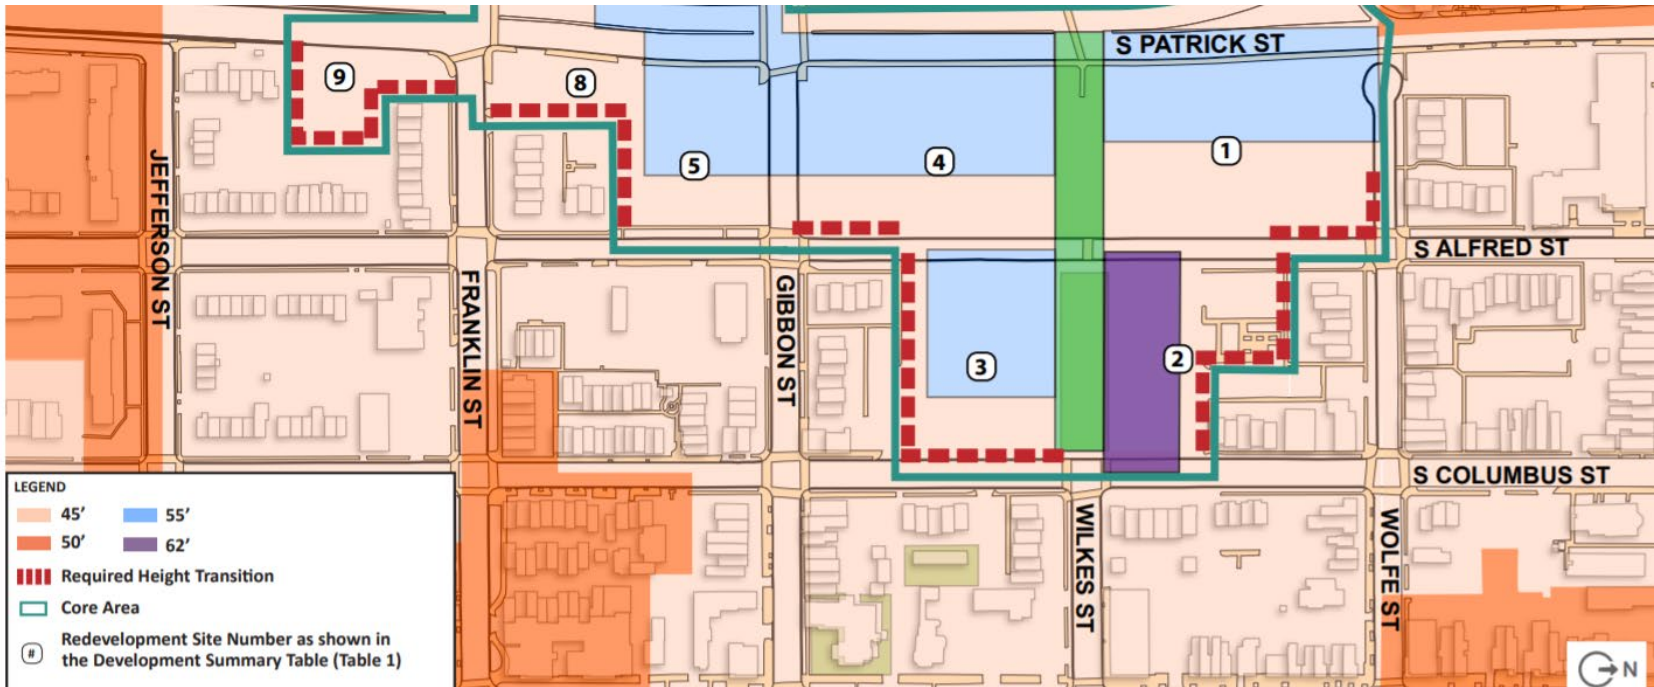 S PATRICK ST
9
8
5
4
1
JEFFERSON ST
S ALFRED ST
FRANKLIN ST
GIBBON ST
3
2
S COLUMBUS ST
WILKES ST
WOLFE ST
LEGEND
45' 55'
50' 62'
Required Height Transition
Core Area
# Redevelopment Site Number as shown in
the Development Summary Table (Table 1)
N